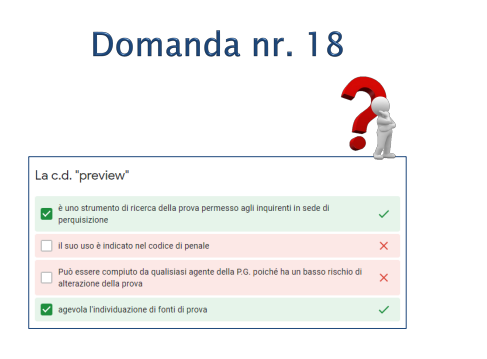 Domanda nr. 18
La c.d. "preview"
è uno strumento di ricerca della prova permesso agli inquirenti in sede di
perquisizione
il suo uso è indicato nel codice di penale
Può essere compiuto da qualisiasi agente della P.G. poiché ha un basso rischio di
alterazione della prova
agevola l'individuazione di fonti di prova